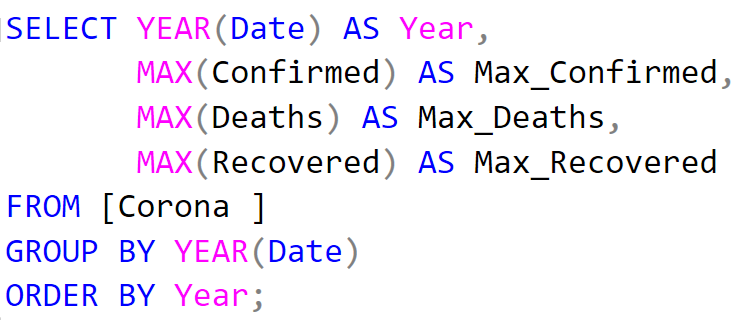 SELECT YEAR(Date) AS Year,
MAX(Confirmed) AS Max_Confirmed,
MAX(Deaths) AS Max_Deaths,
MAX(Recovered) AS Max_Recovered
FROM [Corona ]
GROUP BY YEAR(Date)
ORDER BY Year;